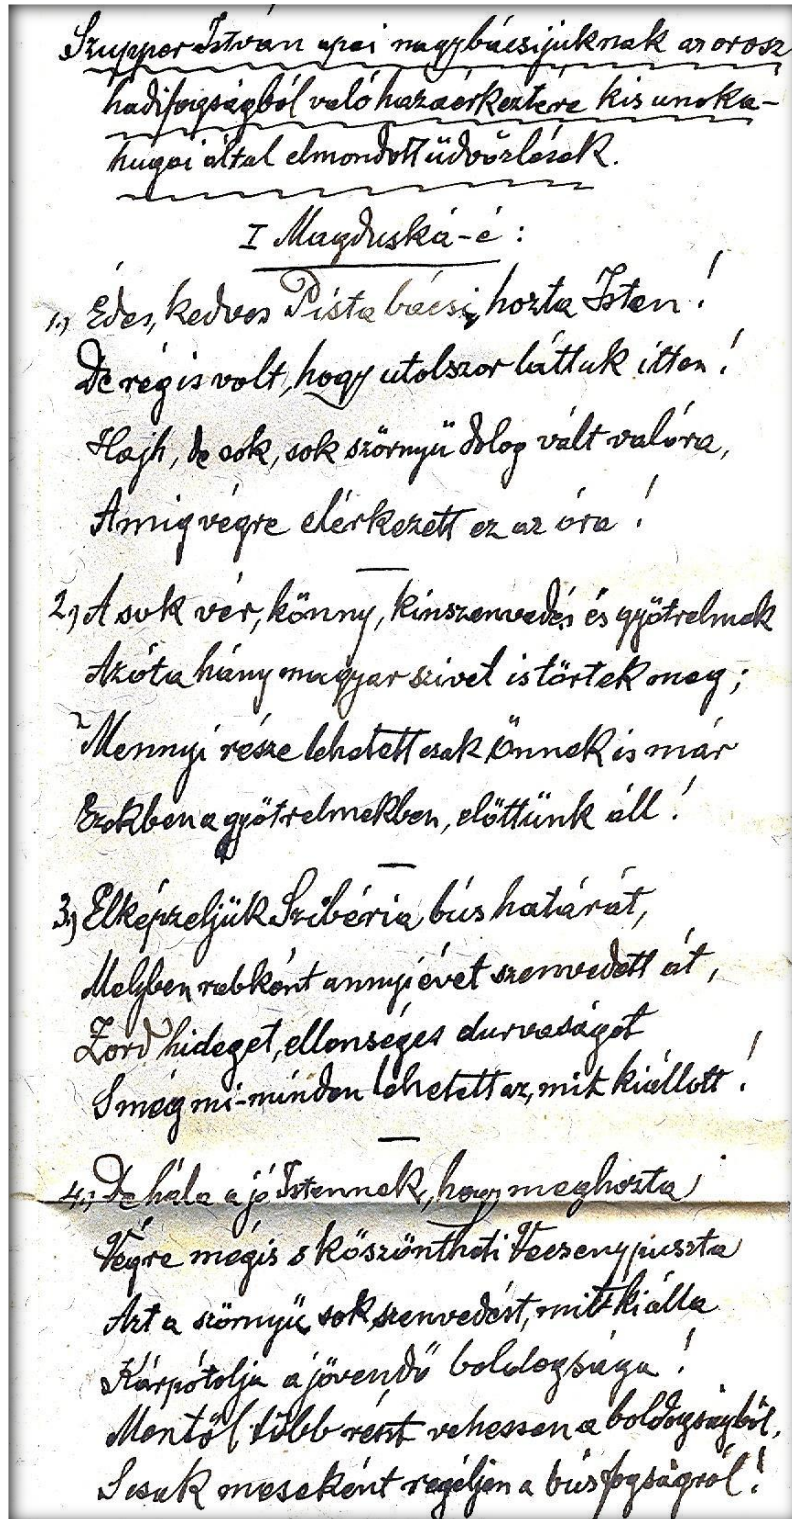 Szupper István apai nagybácsijuknak az orosz
hadifogságból való hazaérkeztére kis unoka-
hugai által elmondott üdvözlések.
I Magduská-é:
1.) Édes, kedves Pista bácsi, hozta Isten!
De rég is volt, hogy utolszor láttuk itten!
Hajh, de sok, sok szörnyü dolog vált valóra,
Amig végre elérkezett ez az óra!
2.) A sok vér, könny, kinszenvedés és gyötrelmek
Azóta hány magyar szivet is törtek meg;
Mennyi része lehetett csak Önnek is már
Ezekben a gyötrelmekben, előttünk áll!
3.) Elképzeljük Szibéria bús határát,
Melyben rabként annyi évet szenvedett át,
Zord hideget, ellenséges durvaságot
S még mi-minden lehetett az, mit kiállott!
4.) De hála a jó Istennek, hogy meghozta
Végre mégis s köszöntheti Vecsenypuszta
Azt a szörnyü, sok szenvedést, mit kiálla
Kárpótolja a jövendő boldogsága!
Mentől több részt vehessen a boldogságból,
S csak meseként regéljen a bús fogságról!